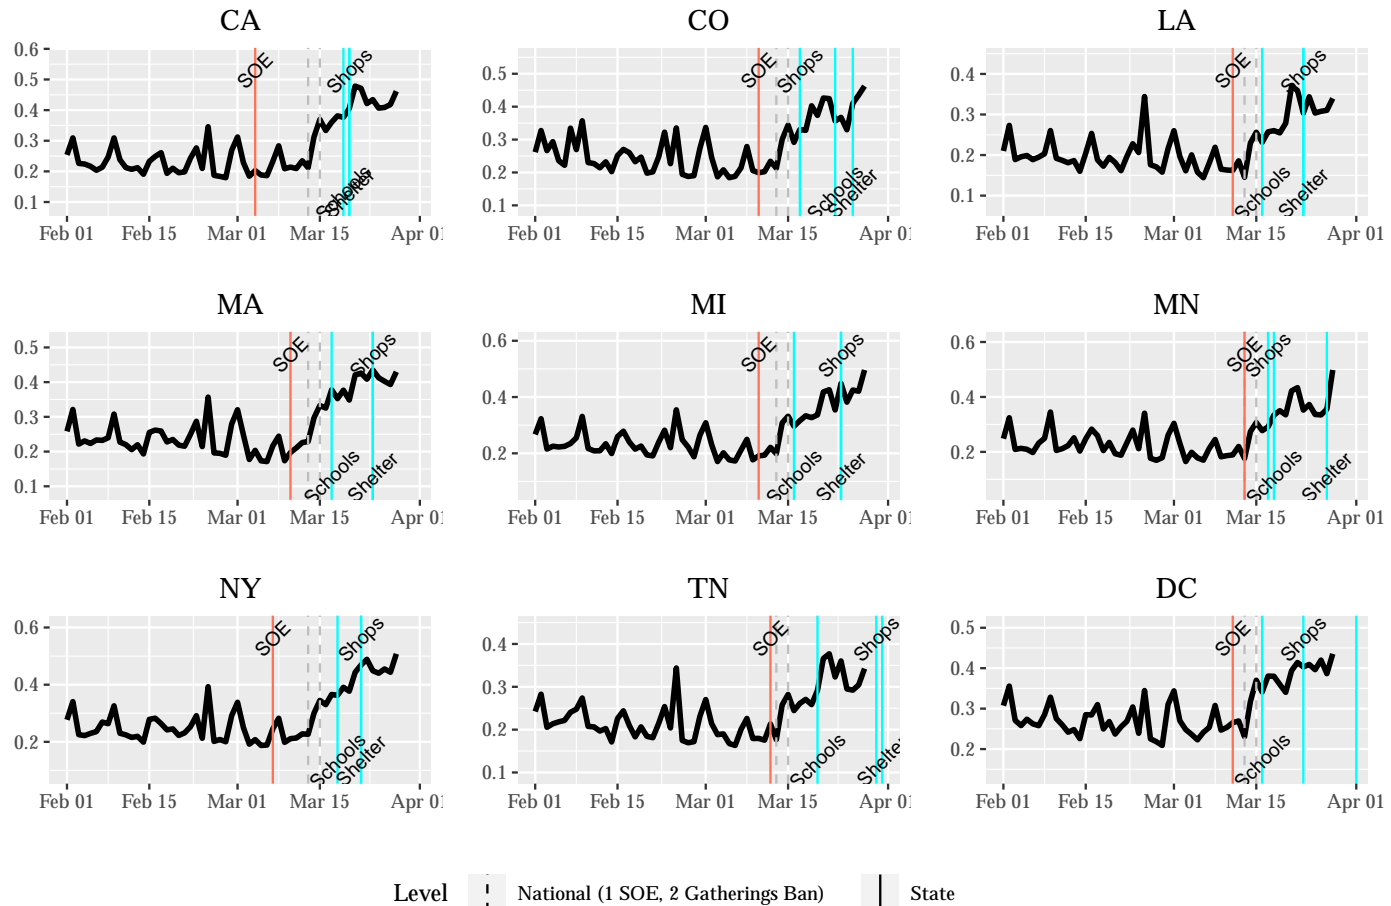 CA
CO
LA
0.6
0.5
0.4
0.3
0.2
0.1
SOE
Shops
Schools
Shelter
Feb 01
Feb 15
Mar 01
Mar 15
Apr 01
0.5
0.4
0.3
0.2
0.1
SOE
Shops
Schools
Shelter
Feb 01
Feb 15
Mar 01
Mar 15
Apr 01
0.4
0.3
0.2
0.1
SOE
Shops
Schools
Shelter
Feb 01
Feb 15
Mar 01
Mar 15
Apr 01
MA
MI
MN
0.5
0.4
0.3
0.2
0.1
SOE
Shops
Schools
Shelter
Feb 01
Feb 15
Mar 01
Mar 15
Apr 01
0.6
0.4
0.2
SOE
Shops
Schools
Shelter
Feb 01
Feb 15
Mar 01
Mar 15
Apr 01
0.6
0.4
0.2
SOE
Shops
Schools
Shelter
Feb 01
Feb 15
Mar 01
Mar 15
Apr 01
NY
TN
DC
0.6
0.4
0.2
SOE
Shops
Schools
Shelter
Feb 01
Feb 15
Mar 01
Mar 15
Apr 01
0.4
0.3
0.2
0.1
SOE
Shops
Schools
Shelter
Feb 01
Feb 15
Mar 01
Mar 15
Apr 01
0.5
0.4
0.3
0.2
SOE
Shops
Schools
Feb 01
Feb 15
Mar 01
Mar 15
Apr 01
Level
National (1 SOE, 2 Gatherings Ban)
State